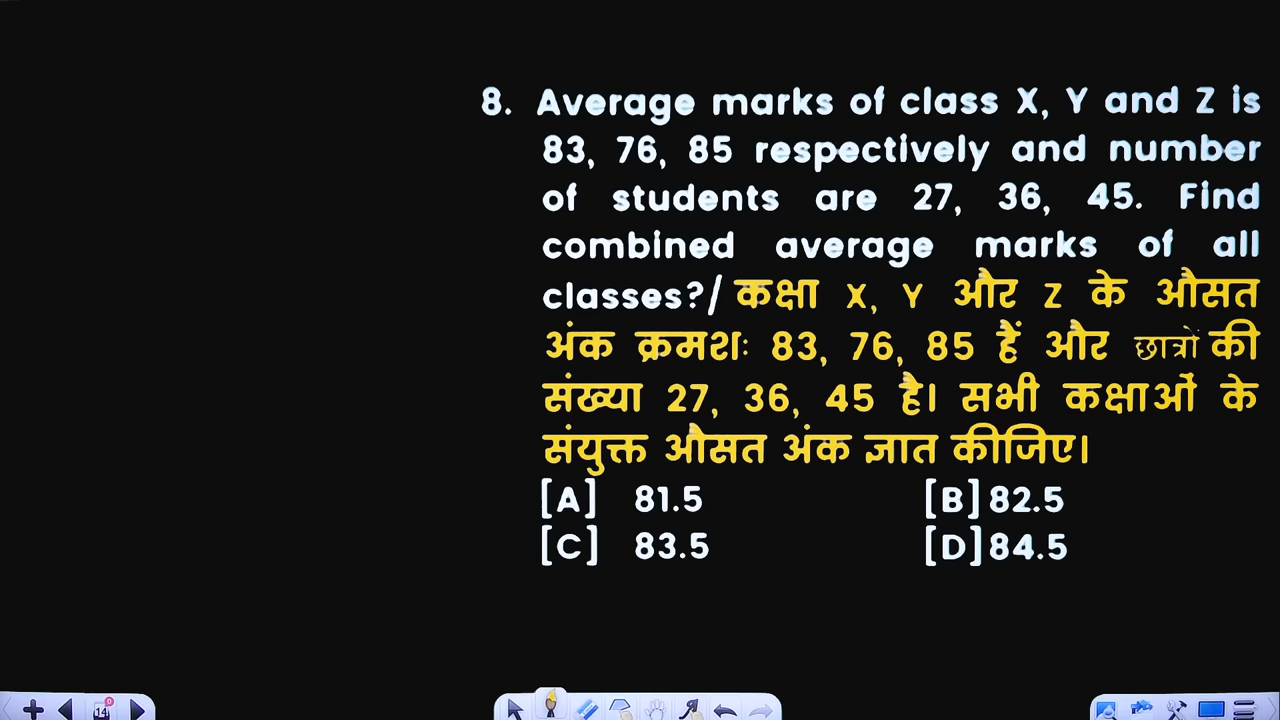 8. Average marks of class X, Y and Z is
83, 76, 85 respectively and number
of students are 27, 36, 45. Find
combined average marks of all
classes?/ कक्षा X, Y और Z के औसत
अंक क्रमशः 83, 76, 85 हैं और छात्रों की
संख्या 27, 36, 45 है। सभी कक्षाओं के
संयुक्त औसत अंक ज्ञात कीजिए।
[A] 81.5 [B] 82.5
[C] 83.5 [D] 84.5
14